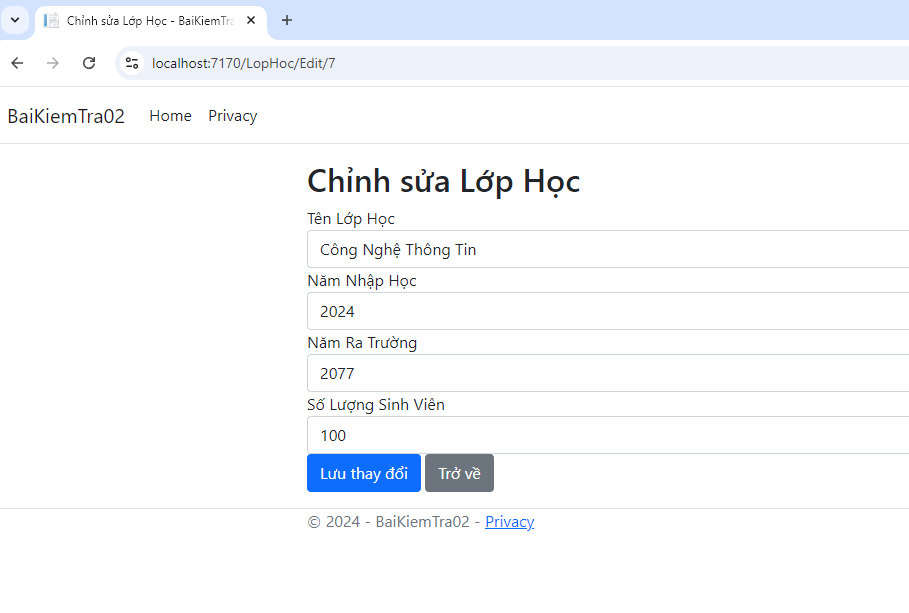 Chỉnh sửa Lớp Học - BaiKiemTra
localhost:7170/LopHoc/Edit/7
BaiKiemTra02 Home Privacy
Chỉnh sửa Lớp Học
Tên Lớp Học
Công Nghệ Thông Tin
Năm Nhập Học
2024
Năm Ra Trường
2077
Số Lượng Sinh Viên
100
Lưu thay đổi Trở về
© 2024 - BaiKiemTra02 - Privacy